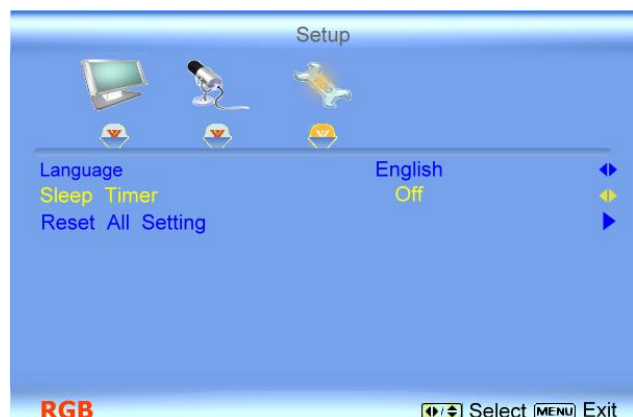 Setup
Language English
Sleep Timer Off
Reset All Setting
RGB Select MENU Exit